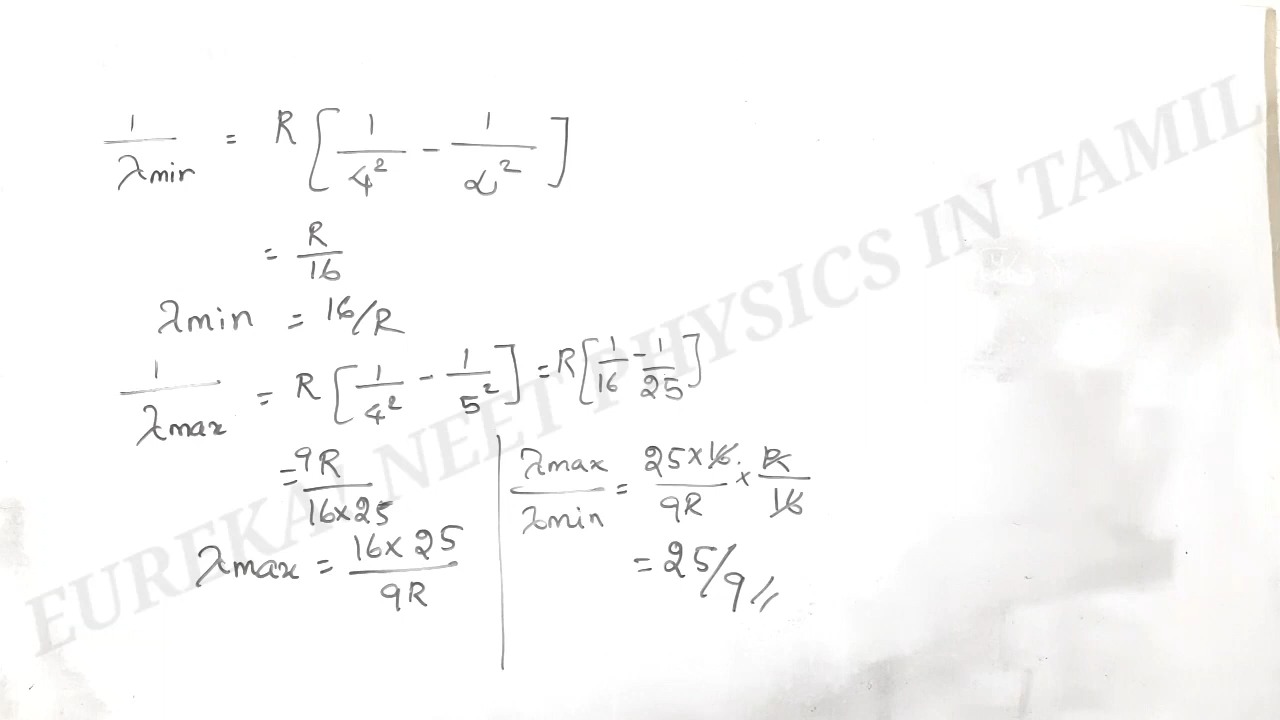 1/λmin = R[1/4² - 1/α²]
= R/16
λmin = 16/R
1/λmax = R[1/4² - 1/5²] = R[1/16 - 1/25]
= 9R/16×25
λmax = 16×25/9R
λmax/λmin = 25×16/9R × R/16
= 25/9//
EUREKA! NEET PHYSICS IN TAMIL